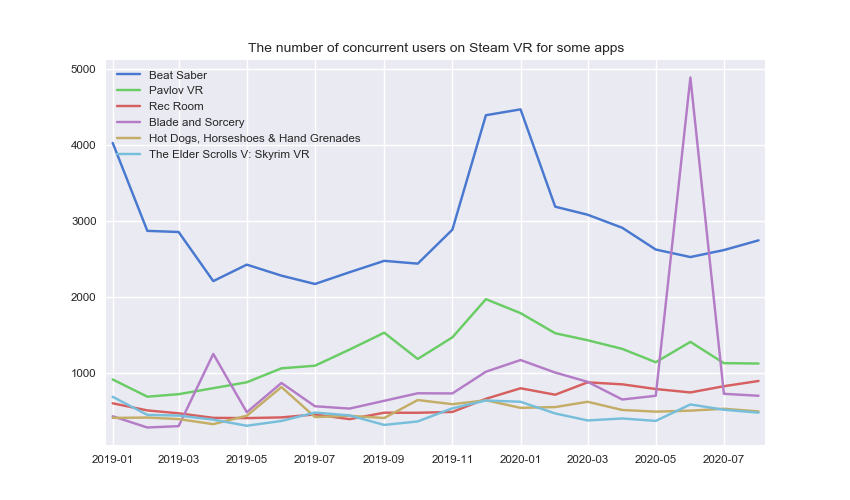 The number of concurrent users on Steam VR for some apps
5000
4000
3000
2000
1000
Beat Saber
Pavlov VR
Rec Room
Blade and Sorcery
Hot Dogs, Horseshoes & Hand Grenades
The Elder Scrolls V: Skyrim VR
2019-01 2019-03 2019-05 2019-07 2019-09 2019-11 2020-01 2020-03 2020-05 2020-07